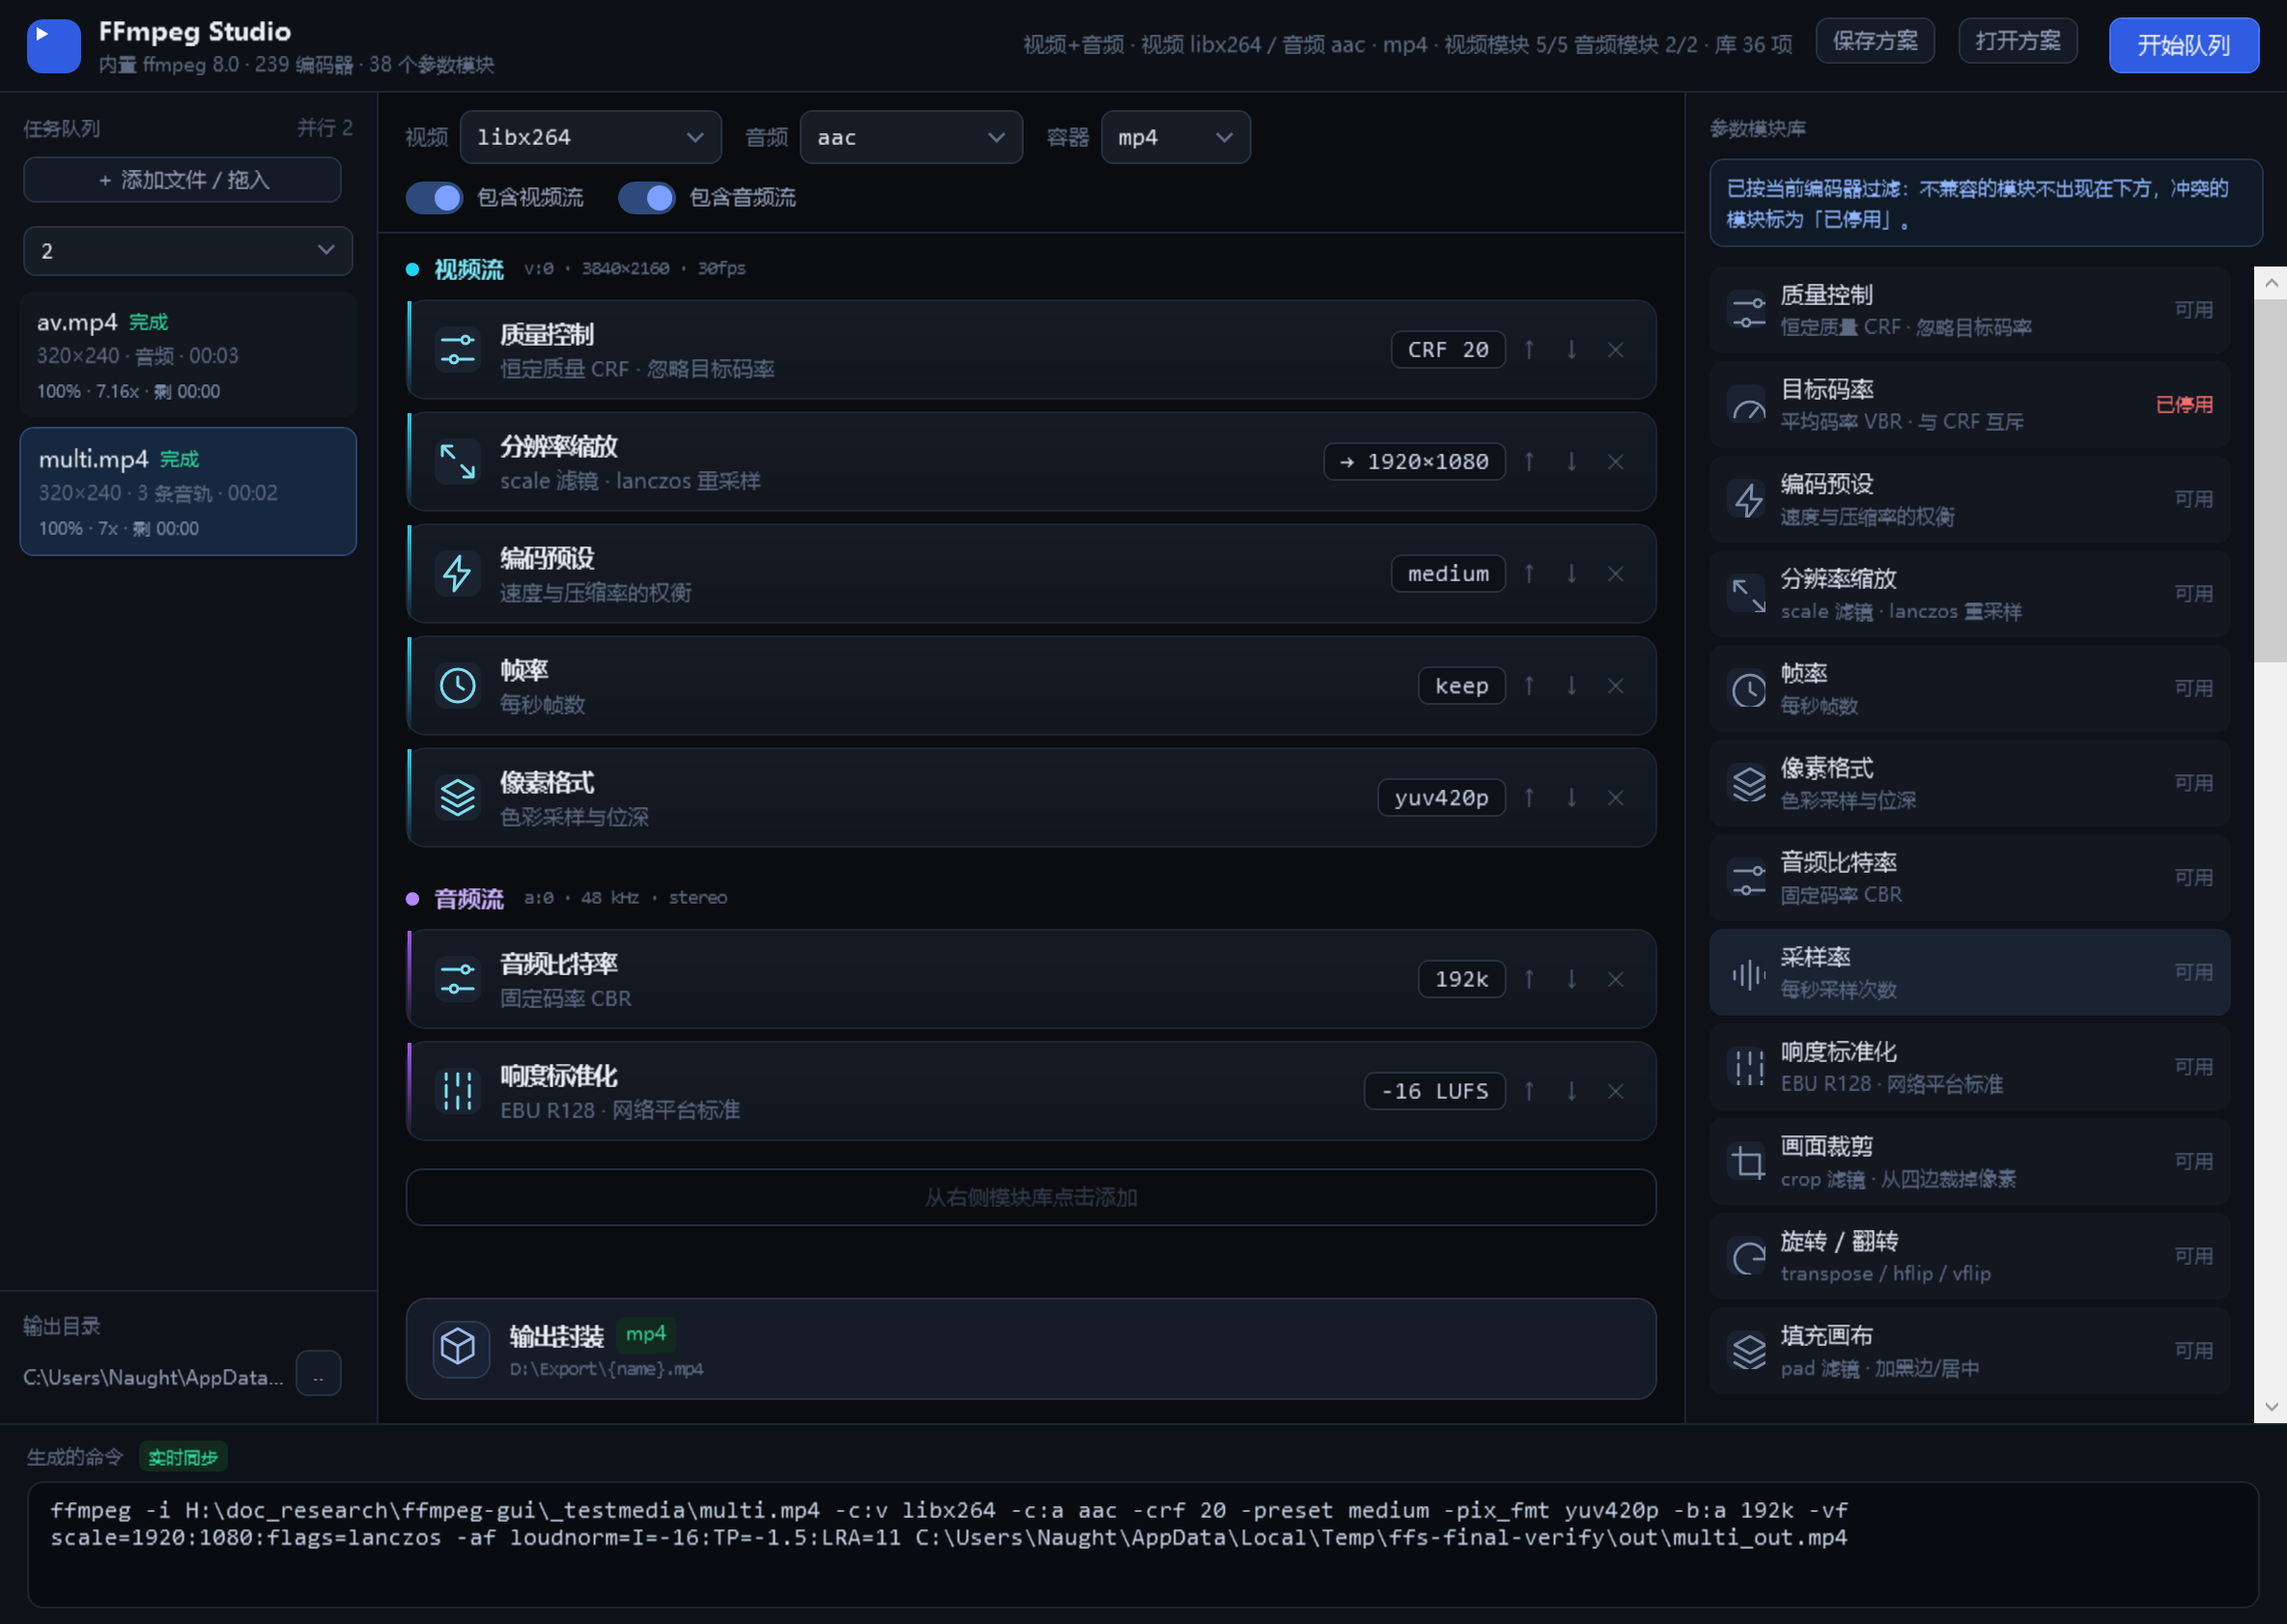 FFmpeg Studio
内置 ffmpeg 8.0 · 239 编码器 · 38 个参数模块
视频+音频 · 视频 libx264 / 音频 aac · mp4 · 视频模块 5/5 音频模块 2/2 · 库 36 项
保存方案
打开方案
开始队列
任务队列
并行 2
+ 添加文件 / 拖入
2
av.mp4 完成
320×240 · 音频 · 00:03
100% · 7.16x · 剩 00:00
multi.mp4 完成
320×240 · 3 条音轨 · 00:02
100% · 7x · 剩 00:00
输出目录
C:\Users\Naught\AppData...
..
视频 libx264 音频 aac 容器 mp4
包含视频流 包含音频流
视频流 v:0 · 3840×2160 · 30fps
质量控制
恒定质量 CRF · 忽略目标码率
CRF 20 ↑ ↓ ×
分辨率缩放
scale 滤镜 · lanczos 重采样
→ 1920×1080 ↑ ↓ ×
编码预设
速度与压缩率的权衡
medium ↑ ↓ ×
帧率
每秒帧数
keep ↑ ↓ ×
像素格式
色彩采样与位深
yuv420p ↑ ↓ ×
音频流 a:0 · 48 kHz · stereo
音频比特率
固定码率 CBR
192k ↑ ↓ ×
响度标准化
EBU R128 · 网络平台标准
-16 LUFS ↑ ↓ ×
从右侧模块库点击添加
输出封装 mp4
D:\Export\{name}.mp4
参数模块库
已按当前编码器过滤：不兼容的模块不出现在下方，冲突的
模块标为「已停用」。
质量控制
恒定质量 CRF · 忽略目标码率
可用
目标码率
平均码率 VBR · 与 CRF 互斥
已停用
编码预设
速度与压缩率的权衡
可用
分辨率缩放
scale 滤镜 · lanczos 重采样
可用
帧率
每秒帧数
可用
像素格式
色彩采样与位深
可用
音频比特率
固定码率 CBR
可用
采样率
每秒采样次数
可用
响度标准化
EBU R128 · 网络平台标准
可用
画面裁剪
crop 滤镜 · 从四边裁掉像素
可用
旋转 / 翻转
transpose / hflip / vflip
可用
填充画布
pad 滤镜 · 加黑边/居中
可用
生成的命令 实时同步
ffmpeg -i H:\doc_research\ffmpeg-gui\_testmedia\multi.mp4 -c:v libx264 -c:a aac -crf 20 -preset medium -pix_fmt yuv420p -b:a 192k -vf
scale=1920:1080:flags=lanczos -af loudnorm=I=-16:TP=-1.5:LRA=11 C:\Users\Naught\AppData\Local\Temp\ffs-final-verify\out\multi_out.mp4